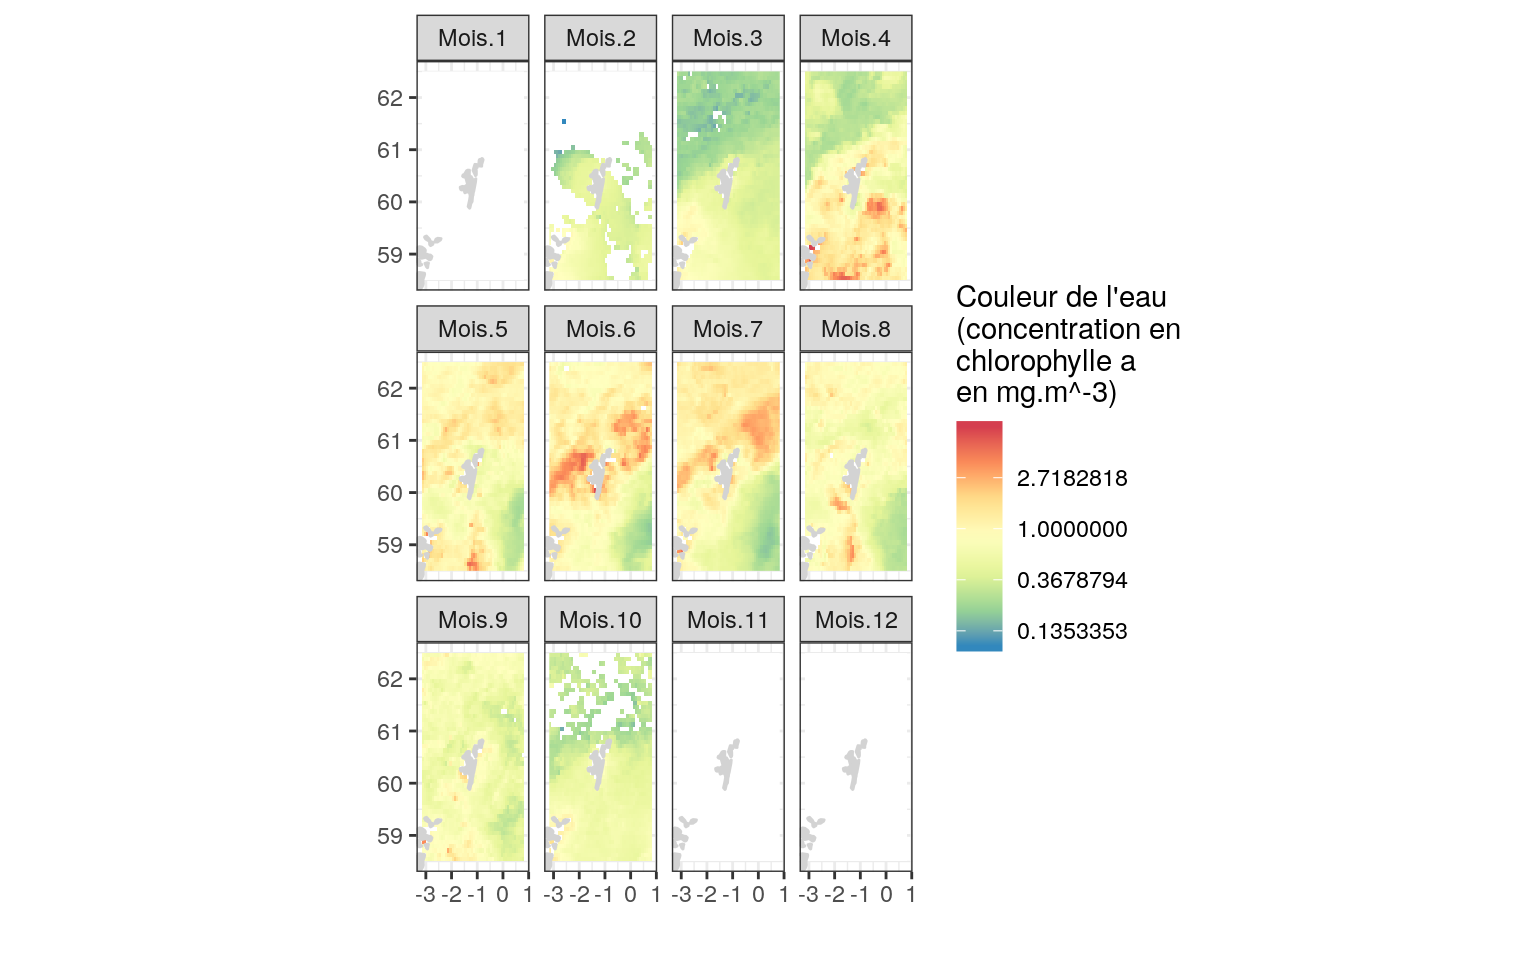 Mois.1 Mois.2 Mois.3 Mois.4
62
61
60
59
Mois.5 Mois.6 Mois.7 Mois.8
62
61
60
59
Mois.9 Mois.10 Mois.11 Mois.12
62
61
60
59
-3 -2 -1 0 1 -3 -2 -1 0 1 -3 -2 -1 0 1 -3 -2 -1 0 1
Couleur de l'eau
(concentration en
chlorophylle a
en mg.m^-3)
2.7182818
1.0000000
0.3678794
0.1353353